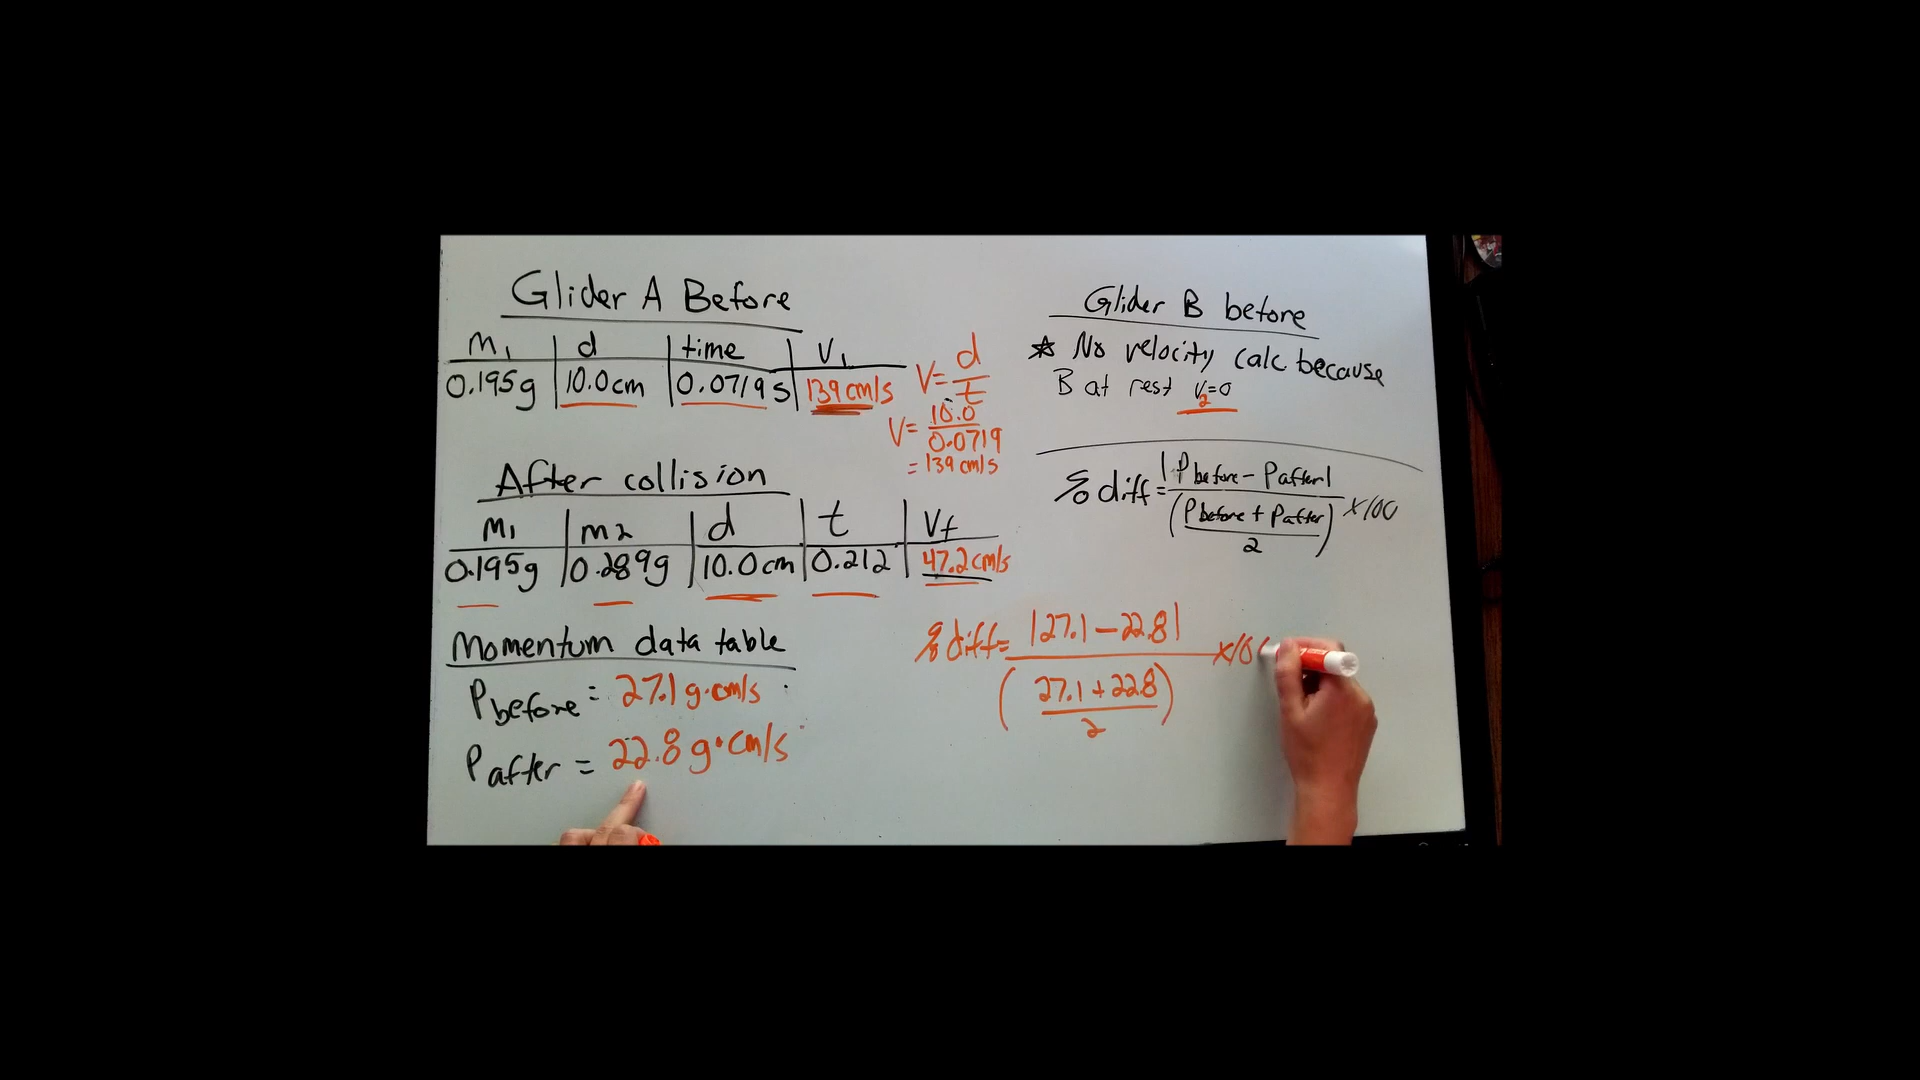 Glider A Before
m₁ d time V₁
0.195g 10.0cm 0.0719s 139 cm/s
V = d/t
V = 10.0/0.0719
= 139 cm/s
After collision
m₁ m₂ d t Vf
0.195g 0.289g 10.0cm 0.212 47.2 cm/s
Momentum data table
Pbefore = 27.1 g·cm/s
Pafter = 22.8 g·cm/s
Glider B before
☆ No velocity calc because
B at rest V₂=0
% diff = |Pbefore - Pafter| / ((Pbefore + Pafter)/2) x100
% diff = |27.1 - 22.8| / ((27.1 + 22.8)/2) x100